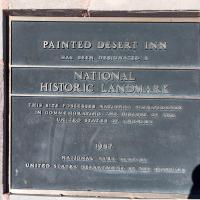 PAINTED DESERT INN
HAS BEEN DESIGNATED A
NATIONAL
HISTORIC LANDMARK
THIS SITE POSSESSES NATIONAL SIGNIFICANCE
IN COMMEMORATING THE HISTORY OF THE
UNITED STATES OF AMERICA
1987
NATIONAL PARK SERVICE
UNITED STATES DEPARTMENT OF THE INTERIOR